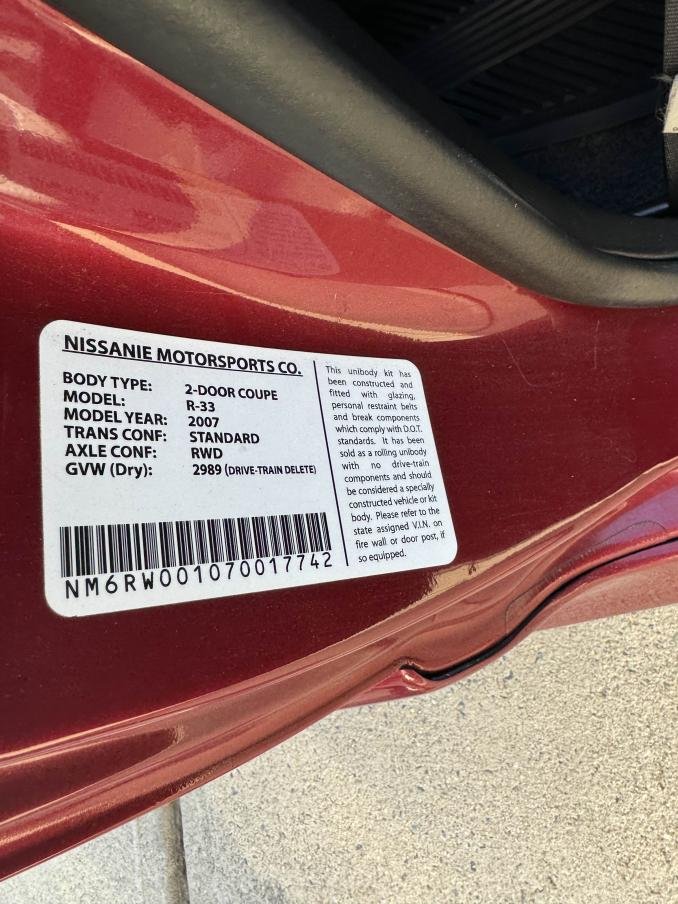 NISSANIE MOTORSPORTS CO.
BODY TYPE: 2-DOOR COUPE
MODEL: R-33
MODEL YEAR: 2007
TRANS CONF: STANDARD
AXLE CONF: RWD
GVW (Dry): 2989 (DRIVE-TRAIN DELETE)
NM6RW001070017742
This unibody kit has
been constructed and
fitted with glazing,
personal restraint belts
and break components
which comply with D.O.T.
standards. It has been
sold as a rolling unibody
with no drive-train
components and should
be considered a specially
constructed vehicle or kit
body. Please refer to the
state assigned V.I.N. on
fire wall or door post, if
so equipped.